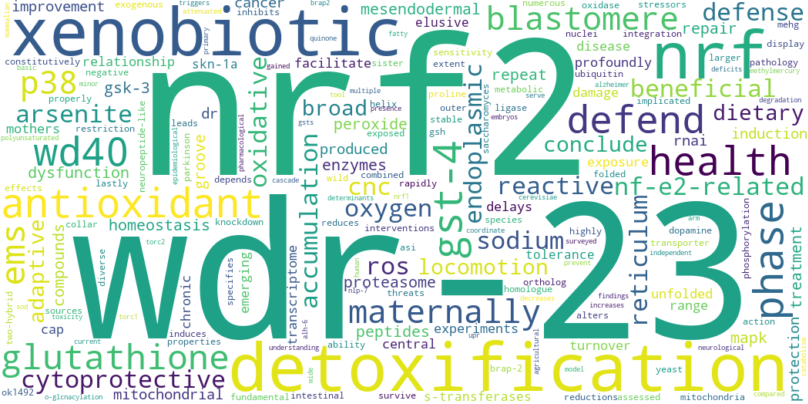 improvement exogenous triggers attenuated cancer inhibits brap2 mesendodermal numerous oxidase stressors defense
xenobiotic primary quinone fatty elusive blastomere nuclei integration repair mehg display
constitutively relationship skn-1a facilitate sister sensitivity extent disease profoundly nrf larger deficits pathology methylmercury
basic negative minor gsk-3 oxidative nrf2 metabolic repeat ubiquitin alzheimer beneficial
p38 properly leads dr gained tool multiple presence broad helix proline outer stable damage serve ligase implicated degradation
arsenite mothers restriction neuropeptide-like parkinson groove pharmacological peroxide gsts exposed gsh endoplasmic saccharomyces embryos defend dietary
wd40 polyunsaturated epidemiological depends cascade produced wild combined conclude rnai induction
dysfunction lastly enzymes rapidly gst-4 exposure folded health
effects collar knockdown reduces cnc determinants nrf1 interventions delays reactive nf-e2-related
antioxidant torc2 accumulation oxygen asi species cerevisiae highly reticulum transporter dopamine arm phosphorylation
ems adaptive compounds homeostasis wdr-23 coordinate sodium surveyed tolerance prevent independent phase
diverse specifies emerging transcriptome human ros locomotion ortholog homologue unfolded treatment
two-hybrid sod toxicity sources chronic proteasome nlp-7 threats decreases alters findings increases range
cap torc1 induces alh-6 maternally action mapk protection
current properties understanding ability peptides central experiments upr agricultural turnover neurological
glutathione wide detoxification brap-2 model yeast compared
ok1492 cytoprotective o-glcnacylation mitochondrial fundamental intestinal survive s-transferases reductions assessed mitochondria